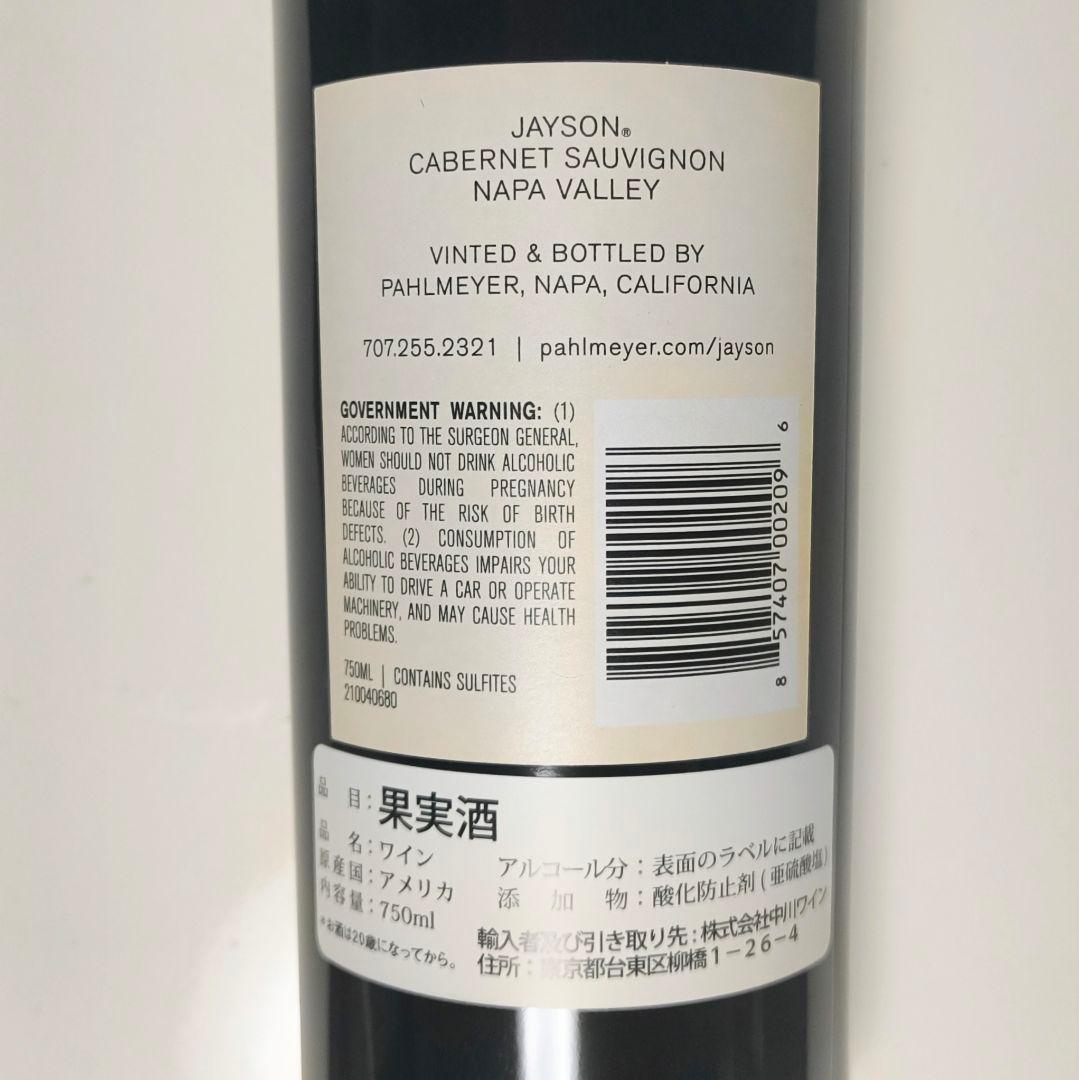 JAYSON®
CABERNET SAUVIGNON
NAPA VALLEY
VINTED & BOTTLED BY
PAHLMEYER, NAPA, CALIFORNIA
707.255.2321 | pahlmeyer.com/jayson
GOVERNMENT WARNING: (1)
ACCORDING TO THE SURGEON GENERAL,
WOMEN SHOULD NOT DRINK ALCOHOLIC
BEVERAGES DURING PREGNANCY
BECAUSE OF THE RISK OF BIRTH
DEFECTS. (2) CONSUMPTION OF
ALCOHOLIC BEVERAGES IMPAIRS YOUR
ABILITY TO DRIVE A CAR OR OPERATE
MACHINERY, AND MAY CAUSE HEALTH
PROBLEMS.
750ML | CONTAINS SULFITES
210040680
8 57407 00209 6
品 目：果実酒
品 名：ワイン
原産国：アメリカ
内容量：750ml
*お酒は20歳になってから。
アルコール分：表面のラベルに記載
添 加 物：酸化防止剤(亜硫酸塩)
輸入者及び引き取り先：株式会社中川ワイン
住所：東京都台東区柳橋1-26-4